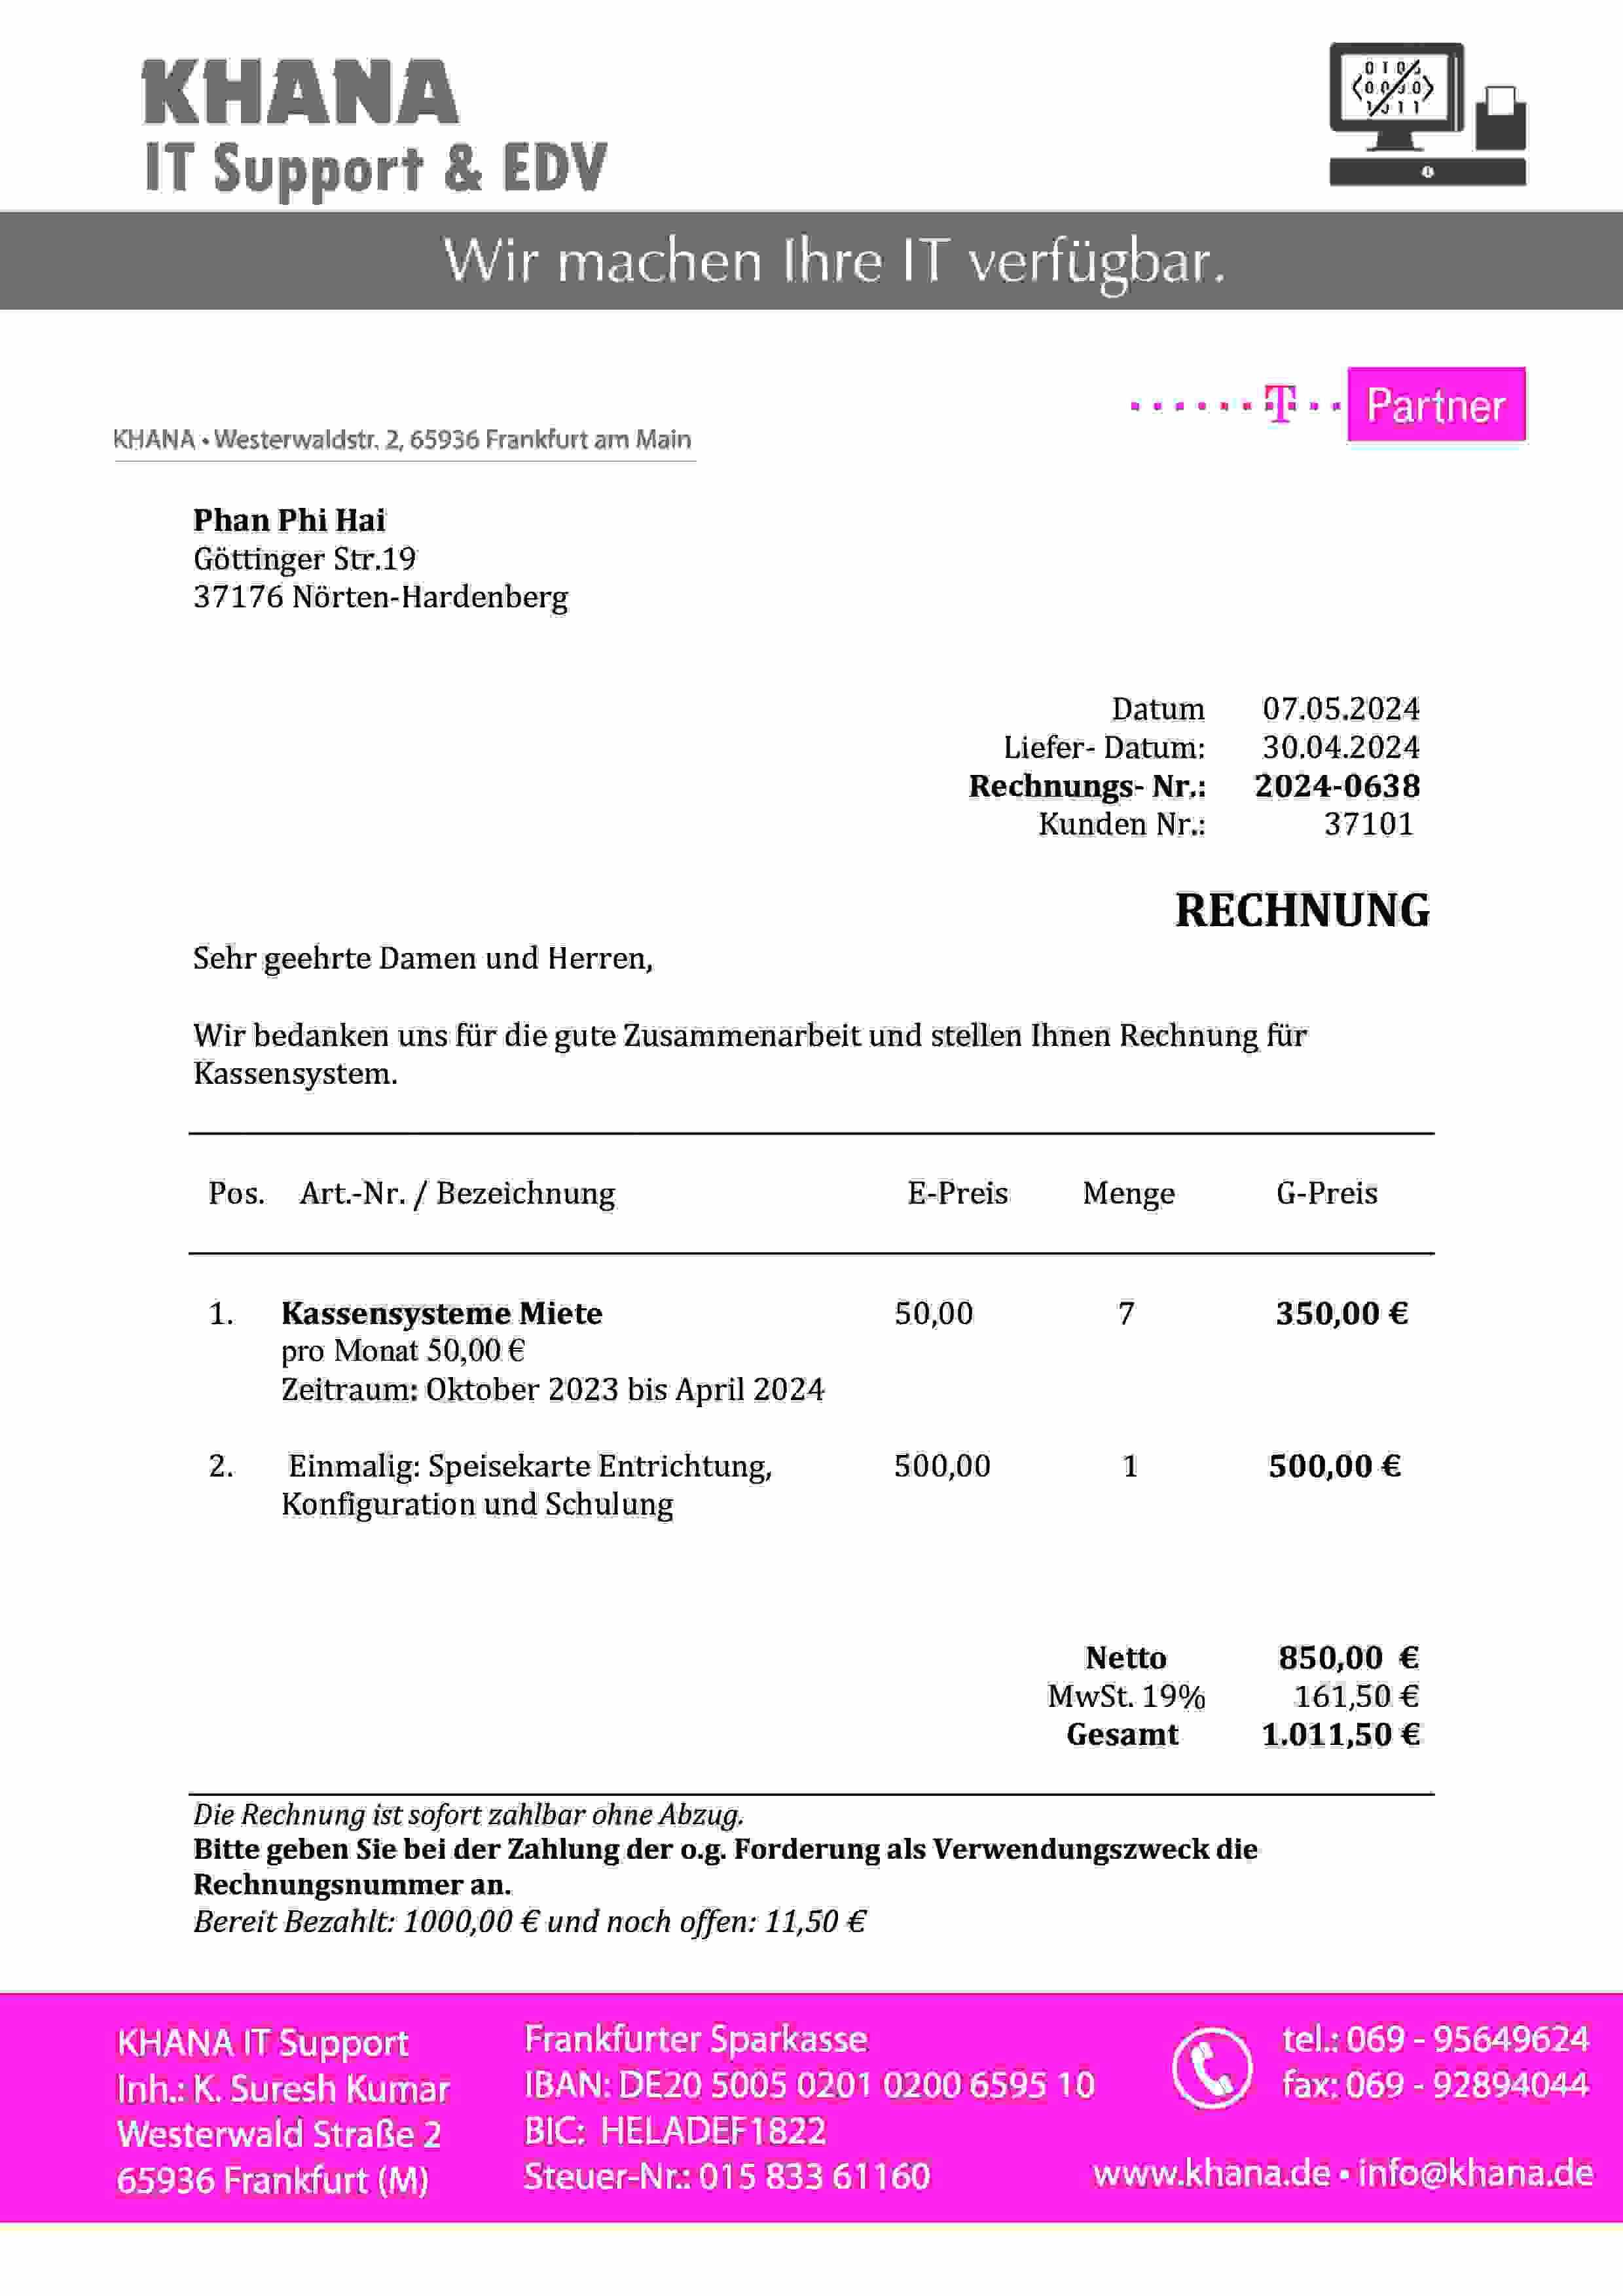 KHANA
IT Support & EDV
Wir machen Ihre IT verfügbar.
T Partner
KHANA • Westerwaldstr. 2, 65936 Frankfurt am Main
Phan Phi Hai
Göttinger Str.19
37176 Nörten-Hardenberg
Datum 07.05.2024
Liefer- Datum: 30.04.2024
Rechnungs- Nr.: 2024-0638
Kunden Nr.: 37101
RECHNUNG
Sehr geehrte Damen und Herren,
Wir bedanken uns für die gute Zusammenarbeit und stellen Ihnen Rechnung für
Kassensystem.
Pos. Art.-Nr. / Bezeichnung E-Preis Menge G-Preis
1. Kassensysteme Miete 50,00 7 350,00 €
pro Monat 50,00 €
Zeitraum: Oktober 2023 bis April 2024
2. Einmalig: Speisekarte Entrichtung, 500,00 1 500,00 €
Konfiguration und Schulung
Netto 850,00 €
MwSt. 19% 161,50 €
Gesamt 1.011,50 €
Die Rechnung ist sofort zahlbar ohne Abzug.
Bitte geben Sie bei der Zahlung der o.g. Forderung als Verwendungszweck die
Rechnungsnummer an.
Bereit Bezahlt: 1000,00 € und noch offen: 11,50 €
KHANA IT Support
Inh.: K. Suresh Kumar
Westerwald Straße 2
65936 Frankfurt (M)
Frankfurter Sparkasse
IBAN: DE20 5005 0201 0200 6595 10
BIC: HELADEF1822
Steuer-Nr.: 015 833 61160
tel.: 069 - 95649624
fax: 069 - 92894044
www.khana.de • info@khana.de